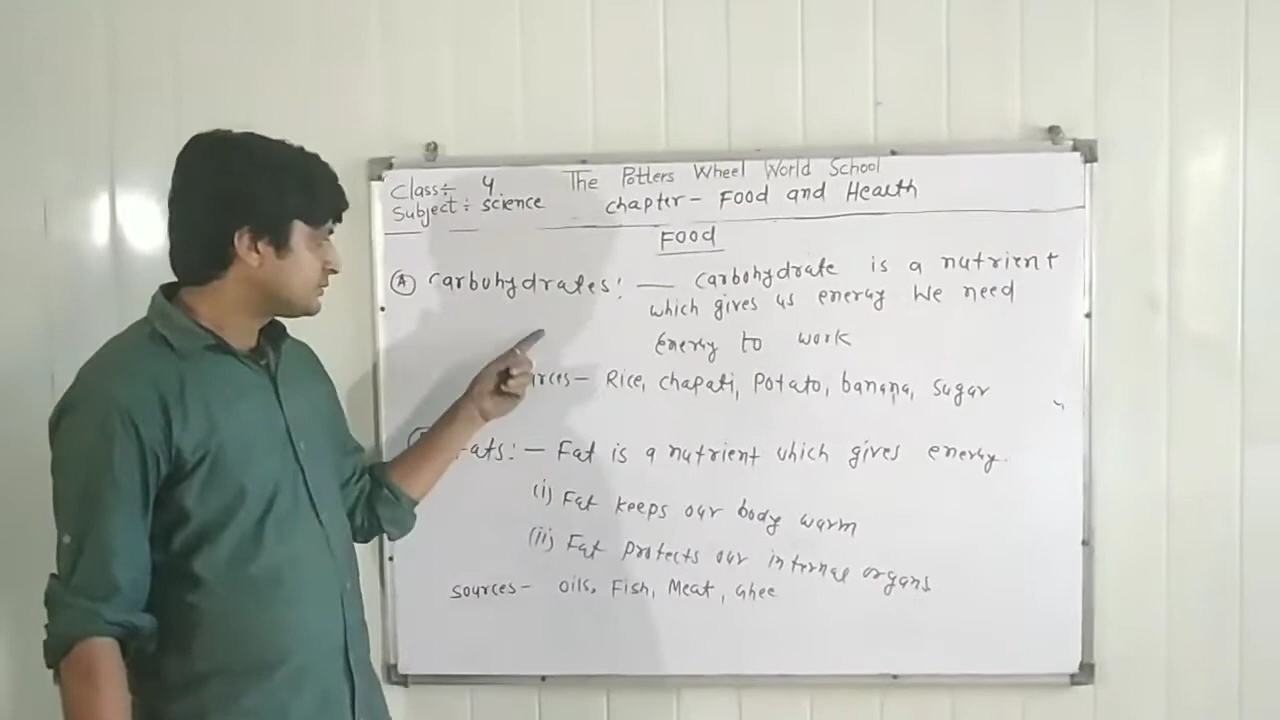 The Potters Wheel World School
Class÷ 4
Subject÷ science
chapter– Food and Health
Food
Ⓐ Carbohydrates:— Carbohydrate is a nutrient
which gives us energy We need
Energy to work
Rice, chapati, Potato, banana, sugar
— Fat is a nutrient which gives energy.
(i) Fat keeps our body warm
(ii) Fat Protects our internal organs
sources– oils, Fish, Meat, Ghee